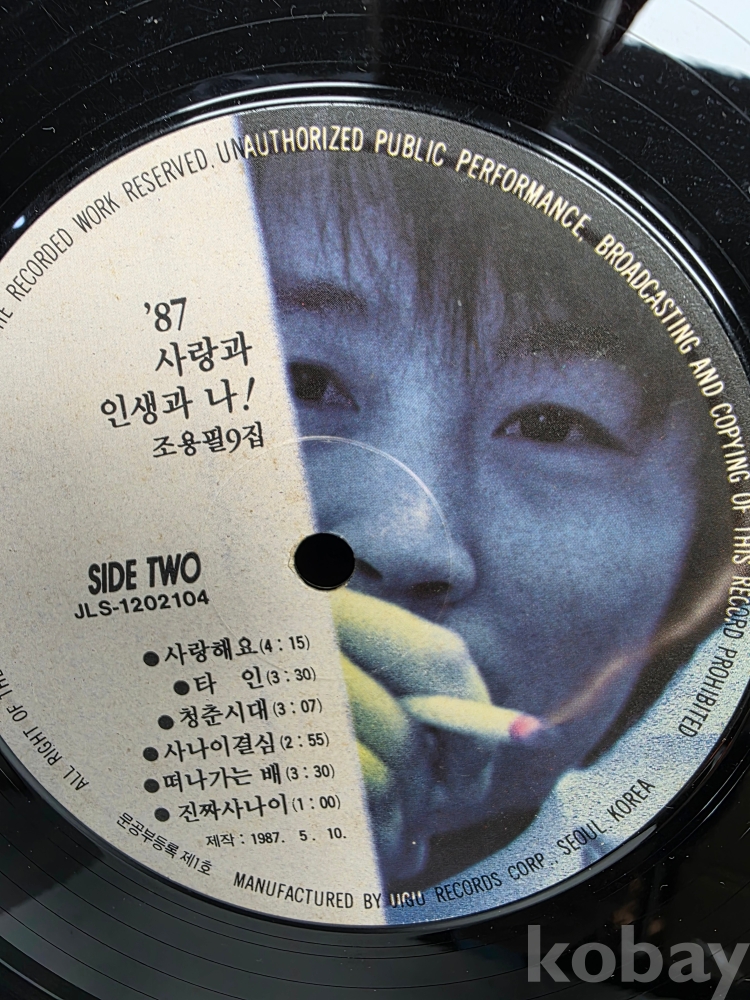 ALL RIGHT OF THE
RE RECORDED WORK RESERVED. UNAUTHORIZED PUBLIC PERFORMANCE, BROADCASTING AND COPYING OF THIS RECORD PROHIBITED
'87
사랑과
인생과 나!
조용필9집
SIDE TWO
JLS-1202104
●사랑해요(4:15)
●타 인(3:30)
●청춘시대(3:07)
●사나이결심(2:55)
●떠나가는 배(3:30)
●진짜사나이(1:00)
제작: 1987. 5. 10.
문공부등록 제1호
MANUFACTURED BY JIGU RECORDS CORP., SEOUL KOREA
kobay